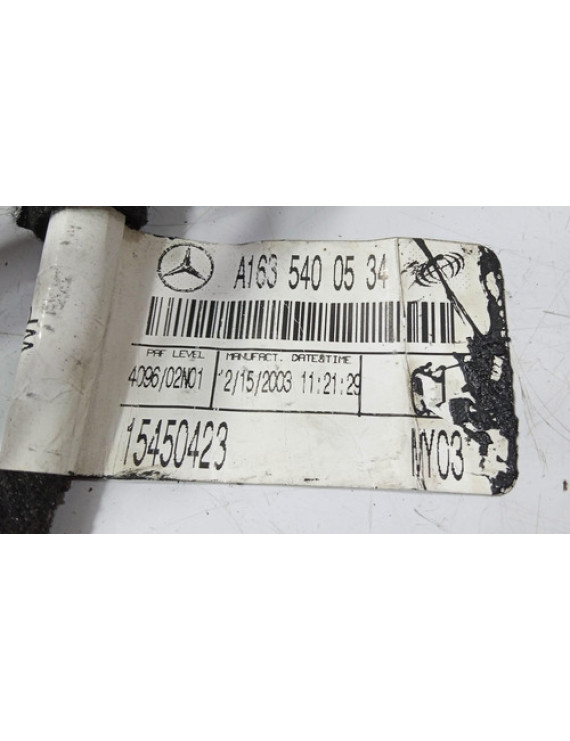 A163 540 05 34
PAF LEVEL MANUFACT. DATE&TIME
4096/02N01 2/15/2003 11:21:29
15450423 MY03